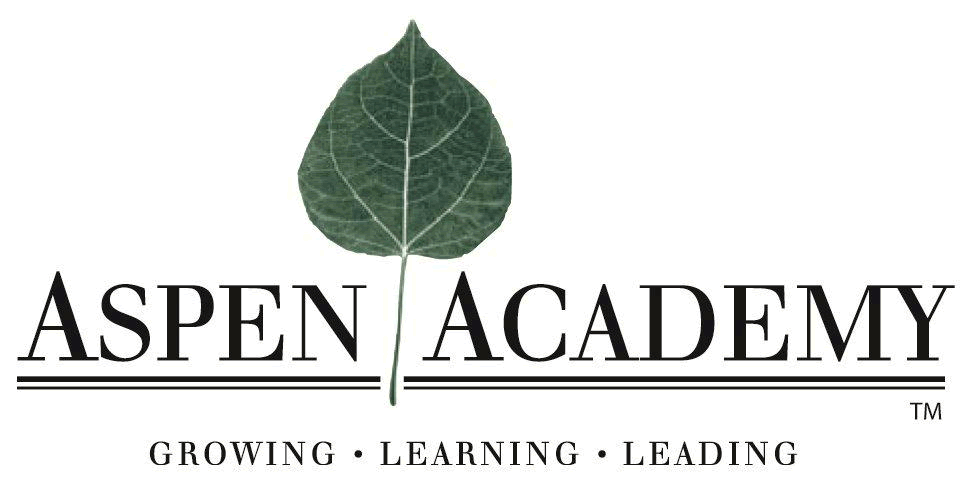 ASPEN ACADEMY
TM
GROWING • LEARNING • LEADING